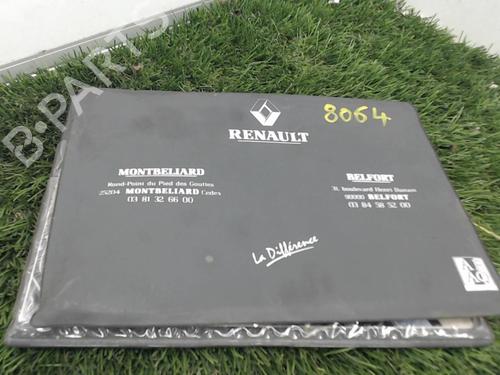 B-PARTS
RENAULT
8064
MONTBELIARD
Rond-Point du Pied des Gouttes
25204 MONTBELIARD Cedex
03 81 32 66 00
BELFORT
31, boulevard Henri Dunant
90000 BELFORT
03 84 58 52 00
La Différence